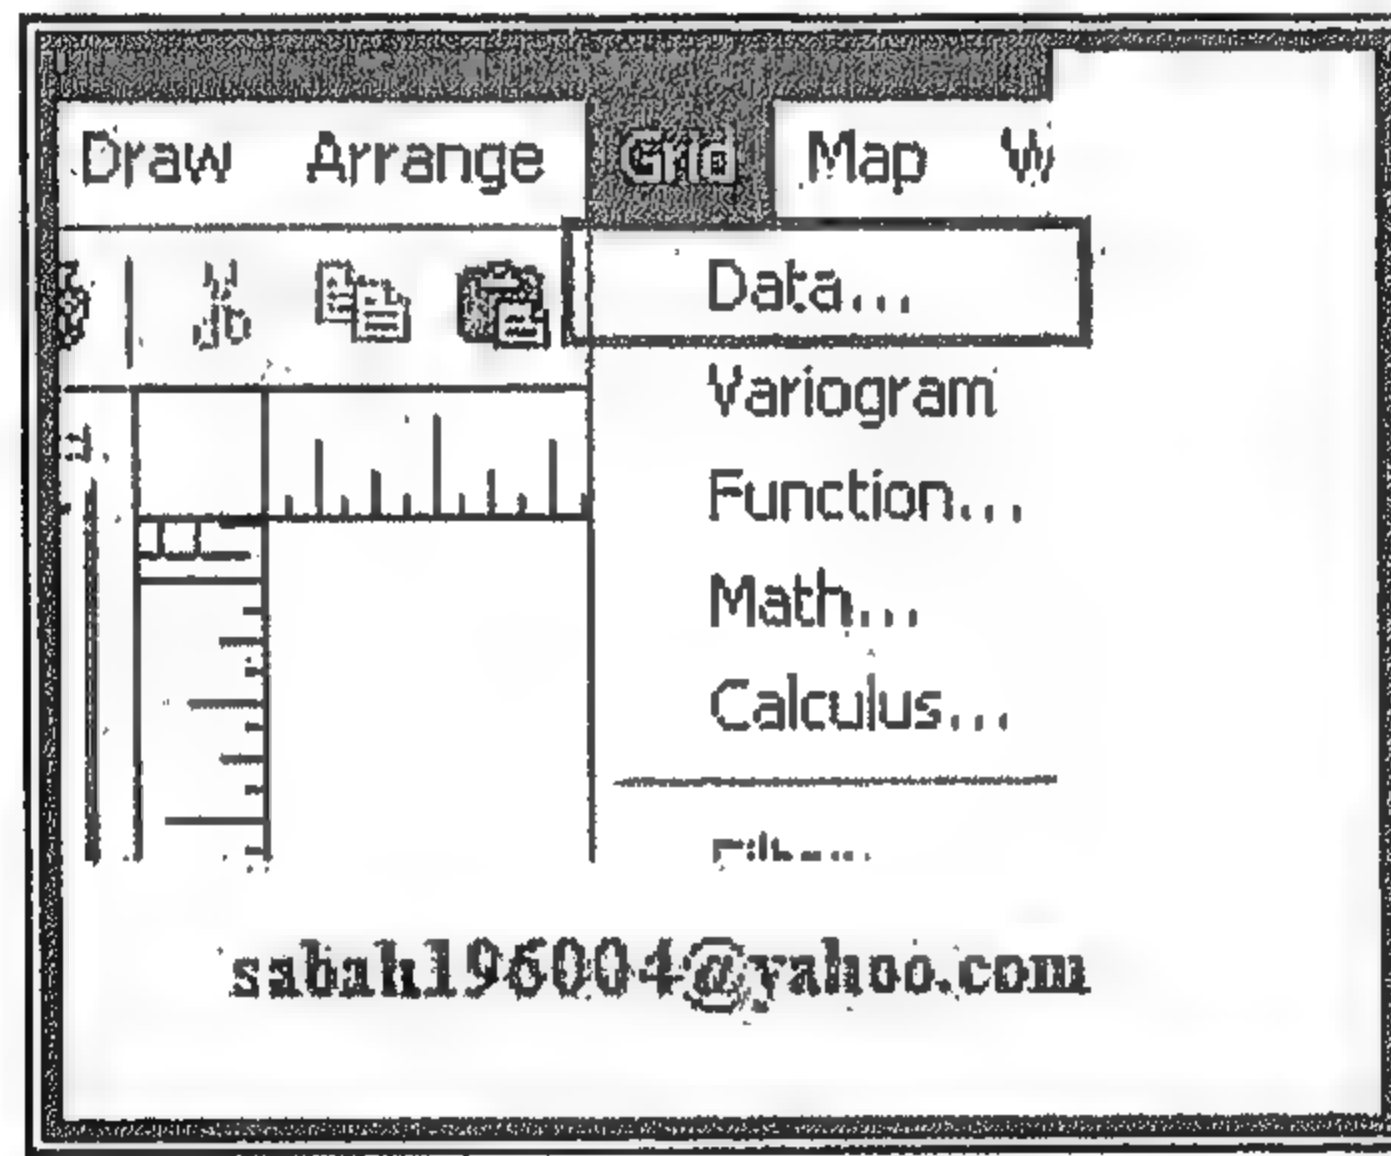 Draw Arrange Grid Map W
Data...
Variogram
Function...
Math...
Calculus...
sabah196004@yahoo.com